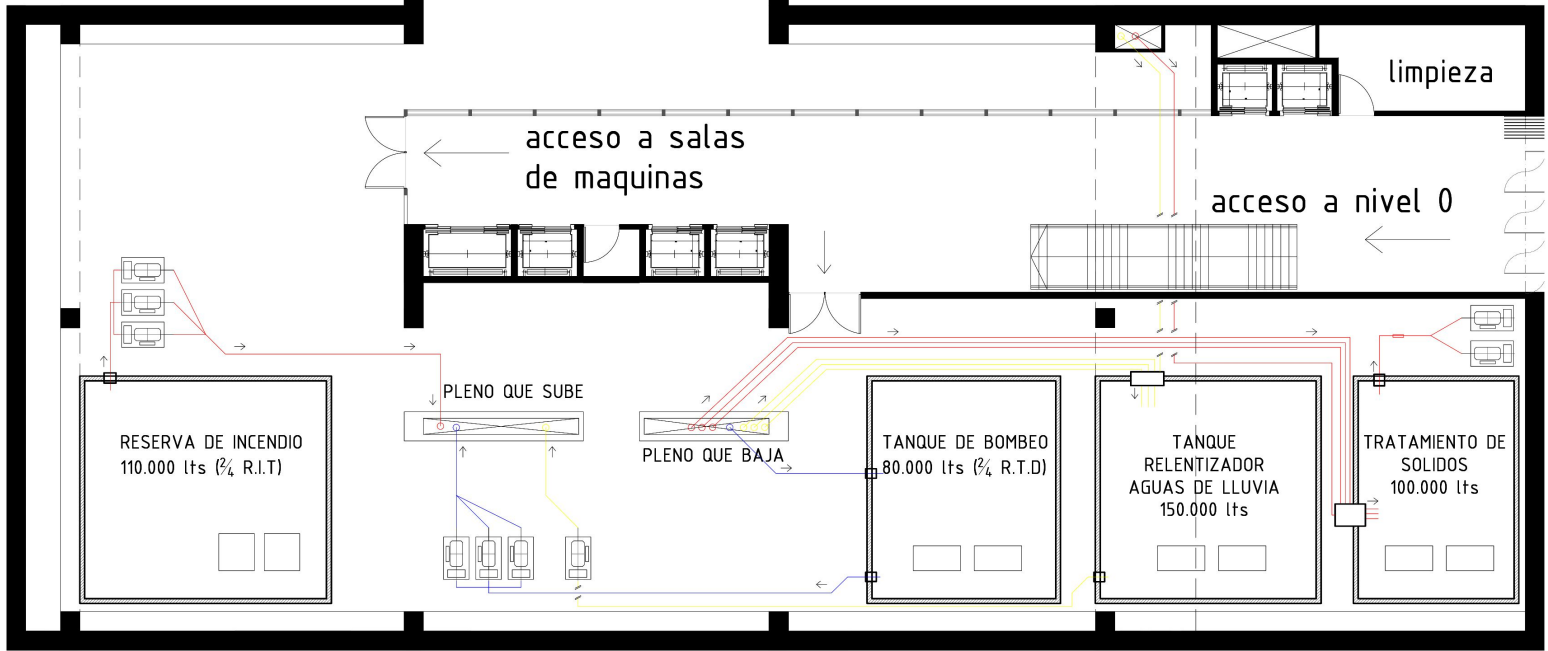 limpieza
acceso a salas
de maquinas
acceso a nivel 0
PLENO QUE SUBE
PLENO QUE BAJA
RESERVA DE INCENDIO
110.000 lts (2/4 R.I.T)
TANQUE DE BOMBEO
80.000 lts (2/4 R.T.D)
TANQUE
RELENTIZADOR
AGUAS DE LLUVIA
150.000 lts
TRATAMIENTO DE
SOLIDOS
100.000 lts